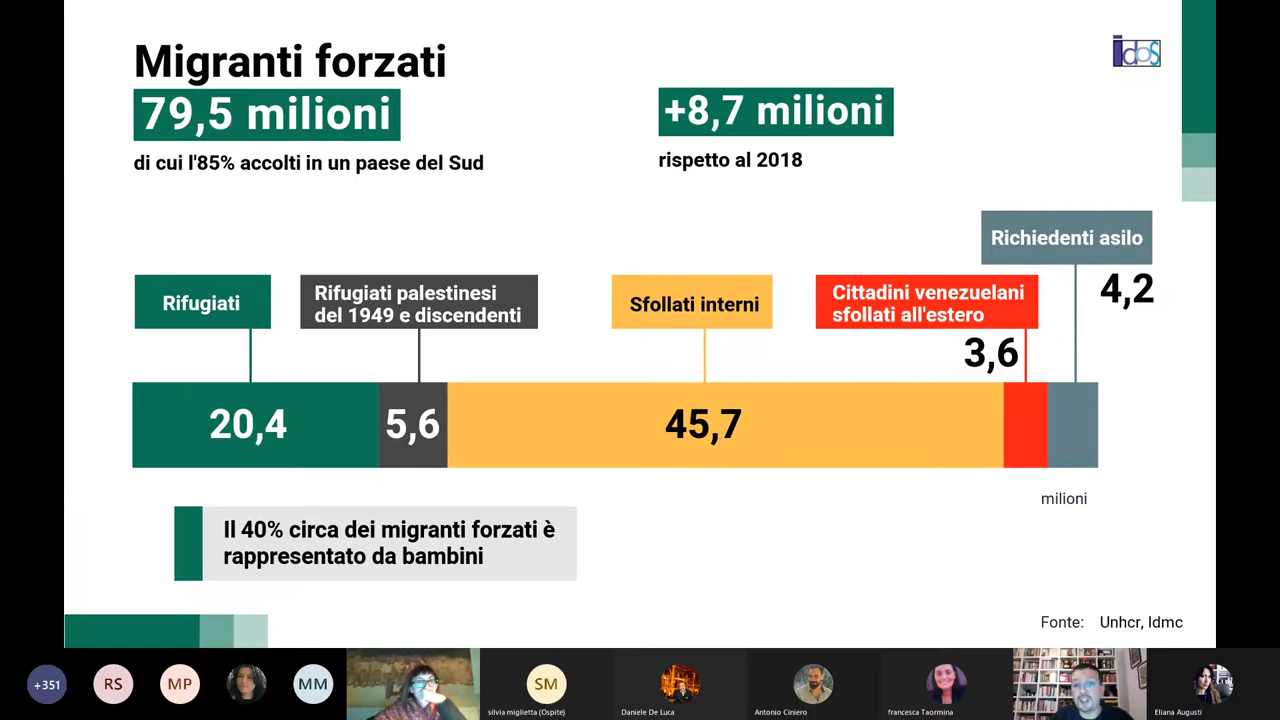 Migranti forzati
79,5 milioni
di cui l'85% accolti in un paese del Sud
+8,7 milioni
rispetto al 2018
idos
Richiedenti asilo
4,2
Rifugiati
Rifugiati palestinesi
del 1949 e discendenti
Sfollati interni
Cittadini venezuelani
sfollati all'estero
3,6
20,4
5,6
45,7
milioni
Il 40% circa dei migranti forzati è
rappresentato da bambini
Fonte: Unhcr, Idmc
+351
RS
MP
MM
SM
silvia miglietta (Ospite)
Daniele De Luca
Antonio Ciniero
francesca Taormina
Eliana Augusti